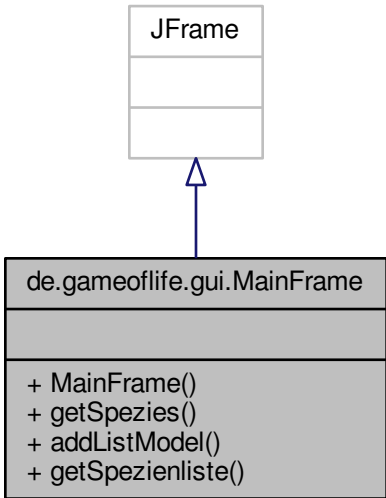 JFrame
de.gameoflife.gui.MainFrame
+ MainFrame()
+ getSpezies()
+ addListModel()
+ getSpezienliste()